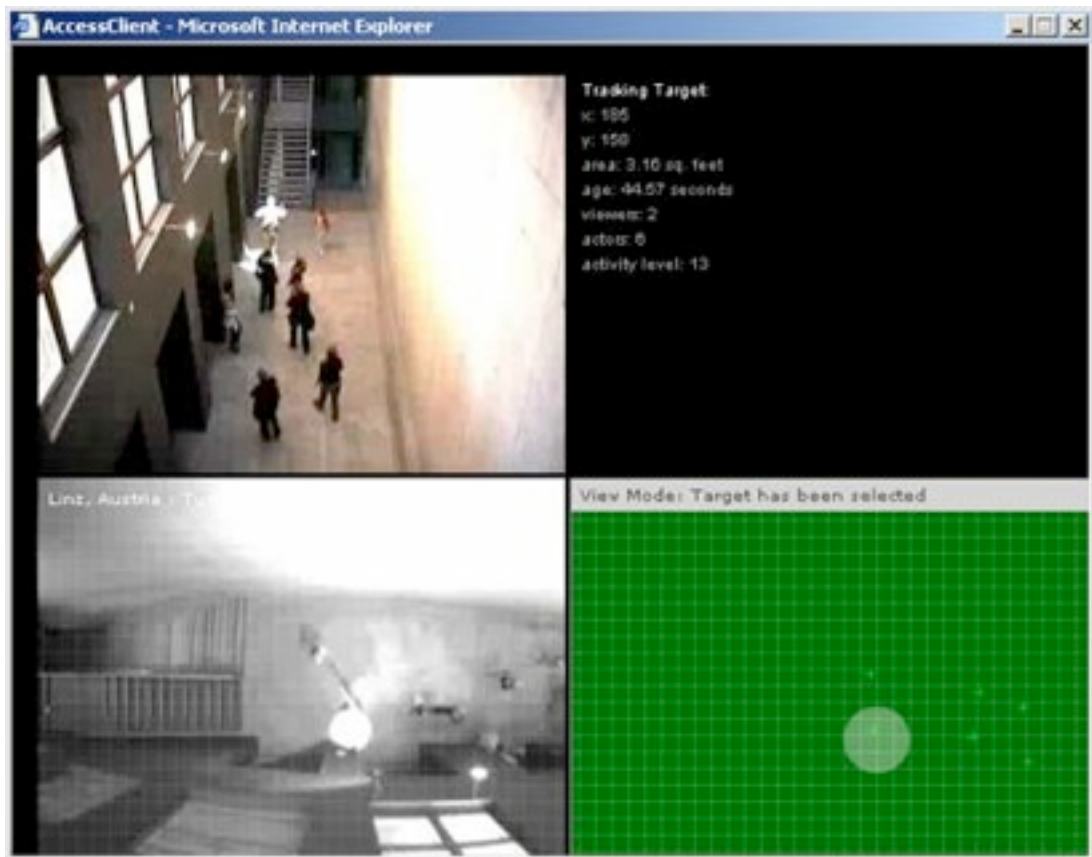 AccessClient - Microsoft Internet Explorer
Tracking Target:
x: 185
y: 158
area: 3.16 sq. feet
age: 44.57 seconds
viewers: 2
actors: 6
activity level: 13
Linz, Austria -
View Mode: Target has been selected